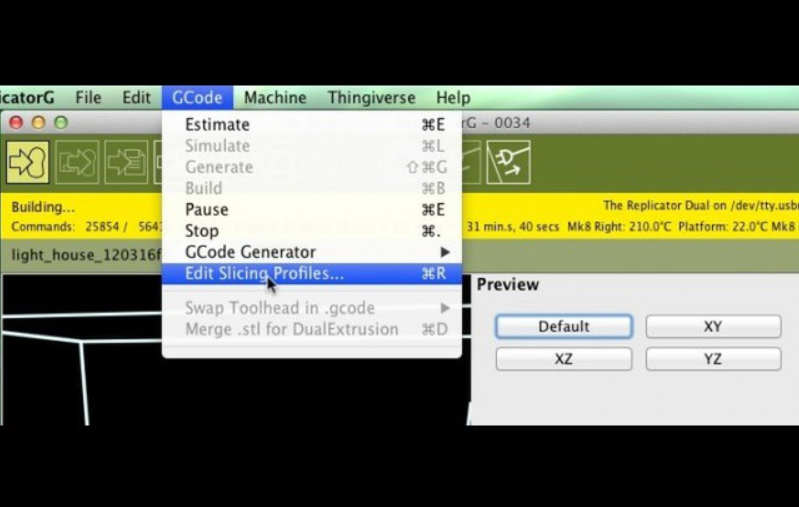 icatorG File Edit GCode Machine Thingiverse Help
rG - 0034
Estimate ⌘E
Simulate ⌘L
Generate ⇧⌘G
Build ⌘B
Pause ⌘E
Stop ⌘.
GCode Generator
Edit Slicing Profiles... ⌘R
Swap Toolhead in .gcode
Merge .stl for DualExtrusion ⌘D
Building... The Replicator Dual on /dev/tty.usb
Commands: 25854 / 564 31 min.s, 40 secs Mk8 Right: 210.0°C Platform: 22.0°C Mk8
light_house_120316f
Preview
Default XY
XZ YZ